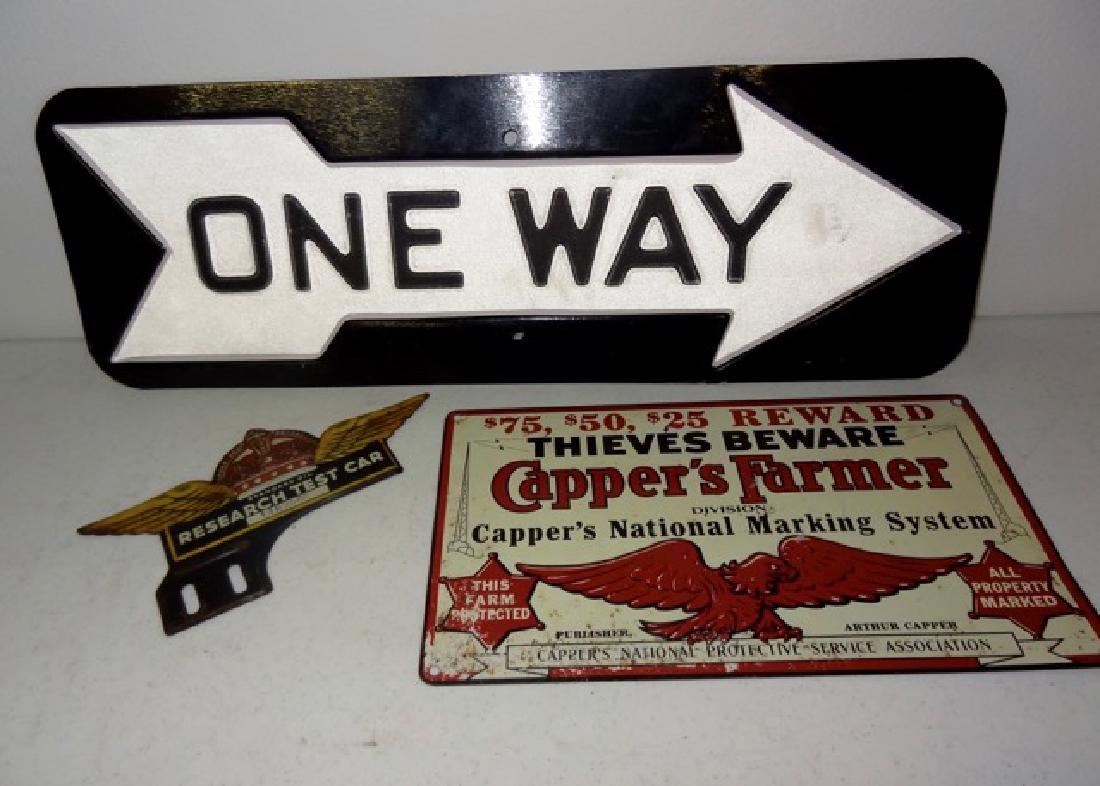 ONE WAY
RESEARCH TEST CAR
$75, $50, $25 REWARD
THIEVES BEWARE
Capper's Farmer
DIVISION
Capper's National Marking System
THIS
FARM
PROTECTED
ALL
PROPERTY
MARKED
PUBLISHER,
ARTHUR CAPPER
CAPPER'S NATIONAL PROTECTIVE SERVICE ASSOCIATION